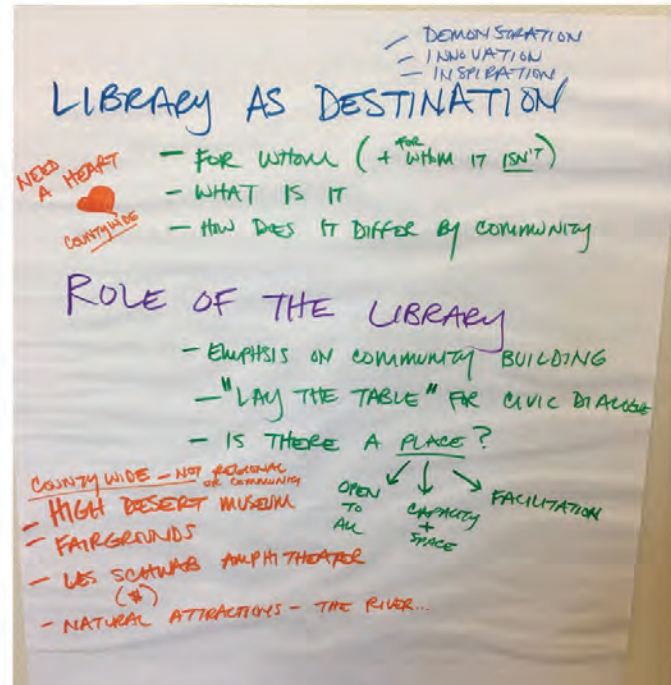 — DEMONSTRATION
— INNOVATION
— INSPIRATION
LIBRARY AS DESTINATION
NEED
A HEART
COUNTYWIDE
— FOR WHOM (+ FOR WHOM IT ISN'T)
— WHAT IS IT
— HOW DOES IT DIFFER BY COMMUNITY
ROLE OF THE LIBRARY
— EMPHSIS ON COMMUNITY BUILDING
— "LAY THE TABLE" FOR CIVIC DIALOGE
— IS THERE A PLACE?
OPEN
TO
ALL
CAPACITY
+
SPACE
FACILITATION
COUNTYWIDE — NOT REGIONAL
OR COMMUNITY
— HIGH DESERT MUSEUM
— FAIRGROUNDS
— LES SCHWAB AMPHITHEATER
($)
— NATURAL ATTRACTIONS — THE RIVER...